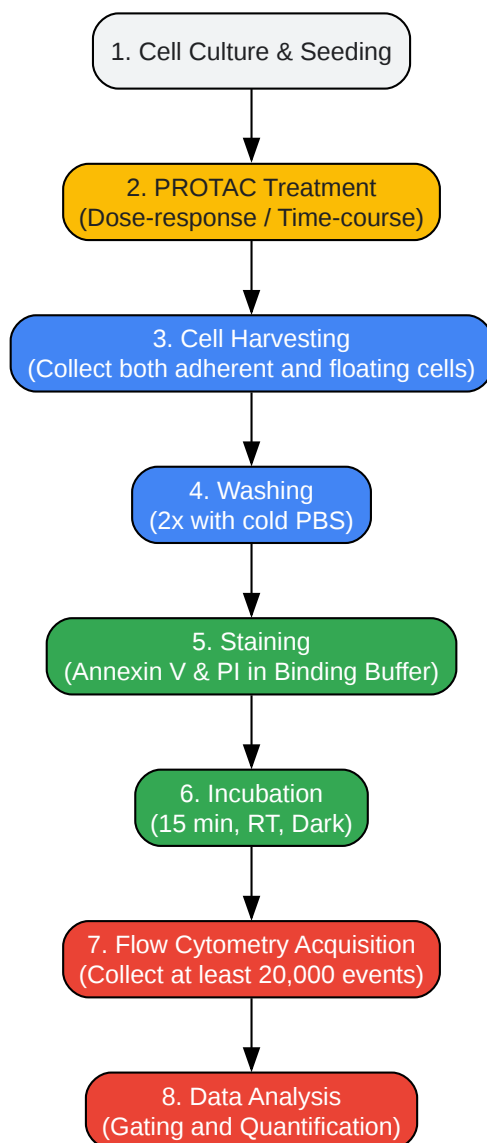 1. Cell Culture & Seeding
2. PROTAC Treatment
(Dose-response / Time-course)
3. Cell Harvesting
(Collect both adherent and floating cells)
4. Washing
(2x with cold PBS)
5. Staining
(Annexin V & PI in Binding Buffer)
6. Incubation
(15 min, RT, Dark)
7. Flow Cytometry Acquisition
(Collect at least 20,000 events)
8. Data Analysis
(Gating and Quantification)